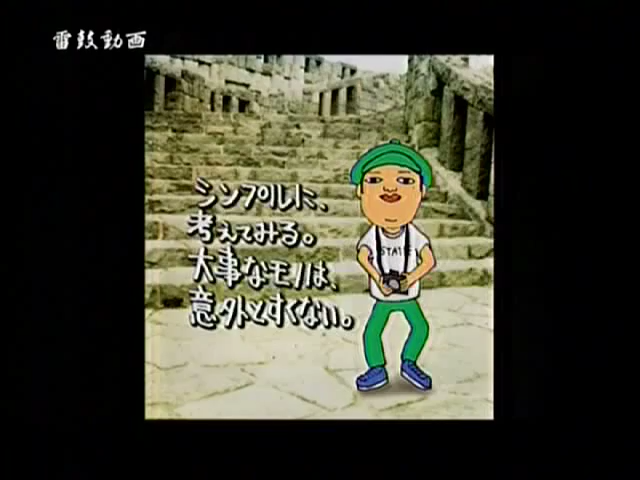 雷鼓動画
シンプルに、
考えてみる。
大事なモノは、
意外とすくない。
STATE